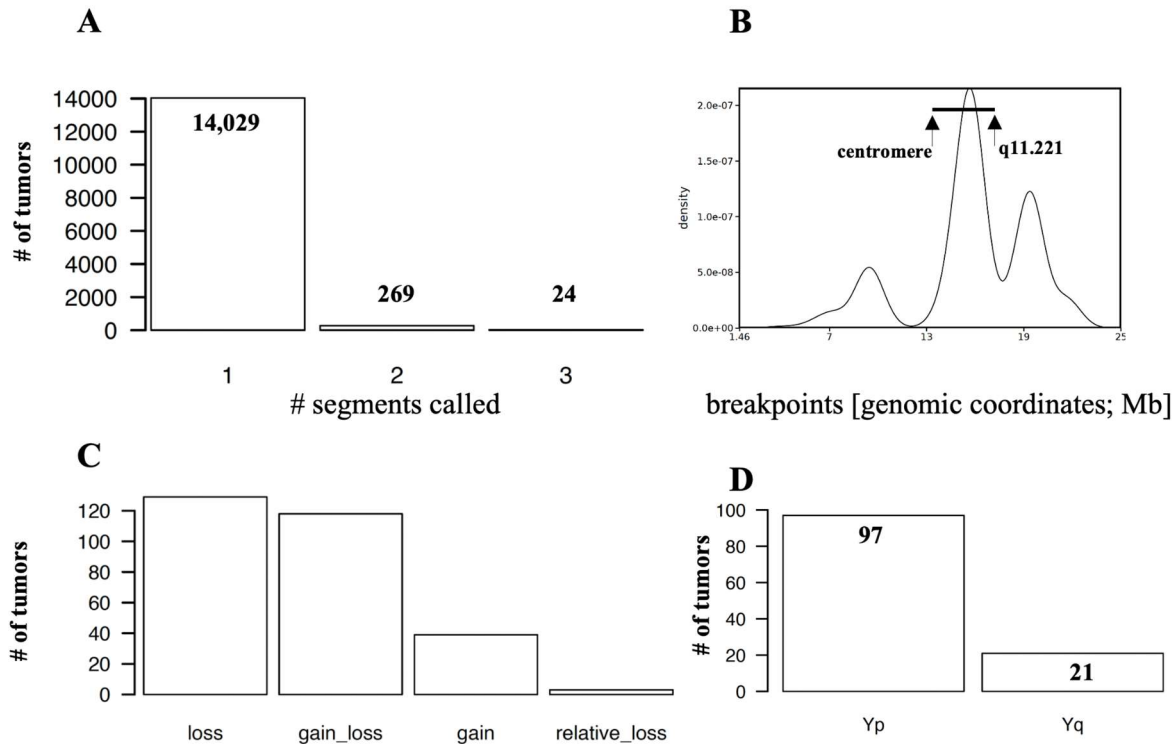 A
# of tumors
14000
12000
10000
8000
6000
4000
2000
0
14,029
269
24
1 2 3
# segments called
B
density
2.0e-07
1.5e-07
1.0e-07
5.0e-08
0.0e+00
centromere
q11.221
1.46 7 13 19 25
breakpoints [genomic coordinates; Mb]
C
# of tumors
120
100
80
60
40
20
0
loss gain_loss gain relative_loss
D
# of tumors
100
80
60
40
20
0
97
21
Yp Yq